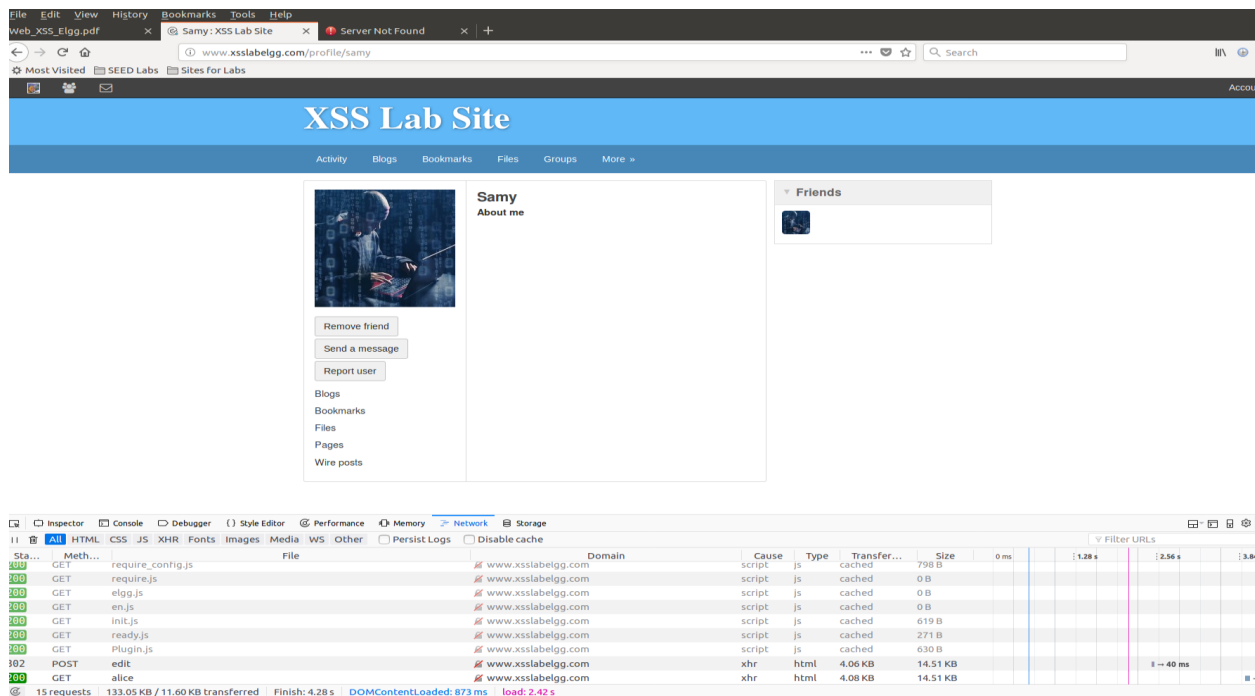 File Edit View History Bookmarks Tools Help
Web_XSS_Elgg.pdf × Samy : XSS Lab Site × Server Not Found × +
www.xsslabelgg.com/profile/samy ··· Search
Most Visited SEED Labs Sites for Labs
Accou
XSS Lab Site
Activity Blogs Bookmarks Files Groups More »
Samy
About me
Friends
Remove friend
Send a message
Report user
Blogs
Bookmarks
Files
Pages
Wire posts
Inspector Console Debugger {} Style Editor Performance Memory Network Storage
All HTML CSS JS XHR Fonts Images Media WS Other Persist Logs Disable cache Filter URLs
Sta... Meth... File Domain Cause Type Transfer... Size 0 ms 1.28 s 2.56 s 3.84
200 GET require_config.js www.xsslabelgg.com script js cached 798 B
200 GET require.js www.xsslabelgg.com script js cached 0 B
200 GET elgg.js www.xsslabelgg.com script js cached 0 B
200 GET en.js www.xsslabelgg.com script js cached 0 B
200 GET init.js www.xsslabelgg.com script js cached 619 B
200 GET ready.js www.xsslabelgg.com script js cached 271 B
200 GET Plugin.js www.xsslabelgg.com script js cached 630 B
302 POST edit www.xsslabelgg.com xhr html 4.06 KB 14.51 KB → 40 ms
200 GET alice www.xsslabelgg.com xhr html 4.08 KB 14.51 KB
15 requests 133.05 KB / 11.60 KB transferred Finish: 4.28 s DOMContentLoaded: 873 ms load: 2.42 s